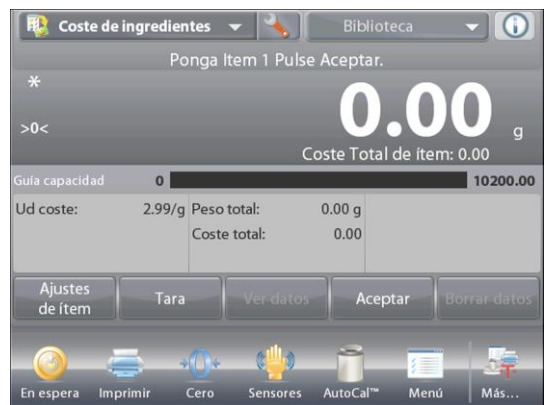 Coste de ingredientes
Biblioteca
Ponga Item 1 Pulse Aceptar.
*
>0<
0.00 g
Coste Total de ítem: 0.00
Guía capacidad 0 10200.00
Ud coste: 2.99/g Peso total: 0.00 g
Coste total: 0.00
Ajustes de ítem
Tara
Ver datos
Aceptar
Borrar datos
En espera Imprimir Cero Sensores AutoCal™ Menú Más...